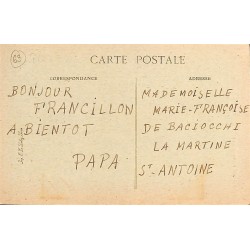 CARTE POSTALE
CORRESPONDANCE
ADRESSE
BONJOUR
FRANCILLON
A BIENTOT
PAPA
MADEMOISELLE
MARIE-FRANÇOISE
DE BACIOCCHI
LA MARTINE
ST-ANTOINE